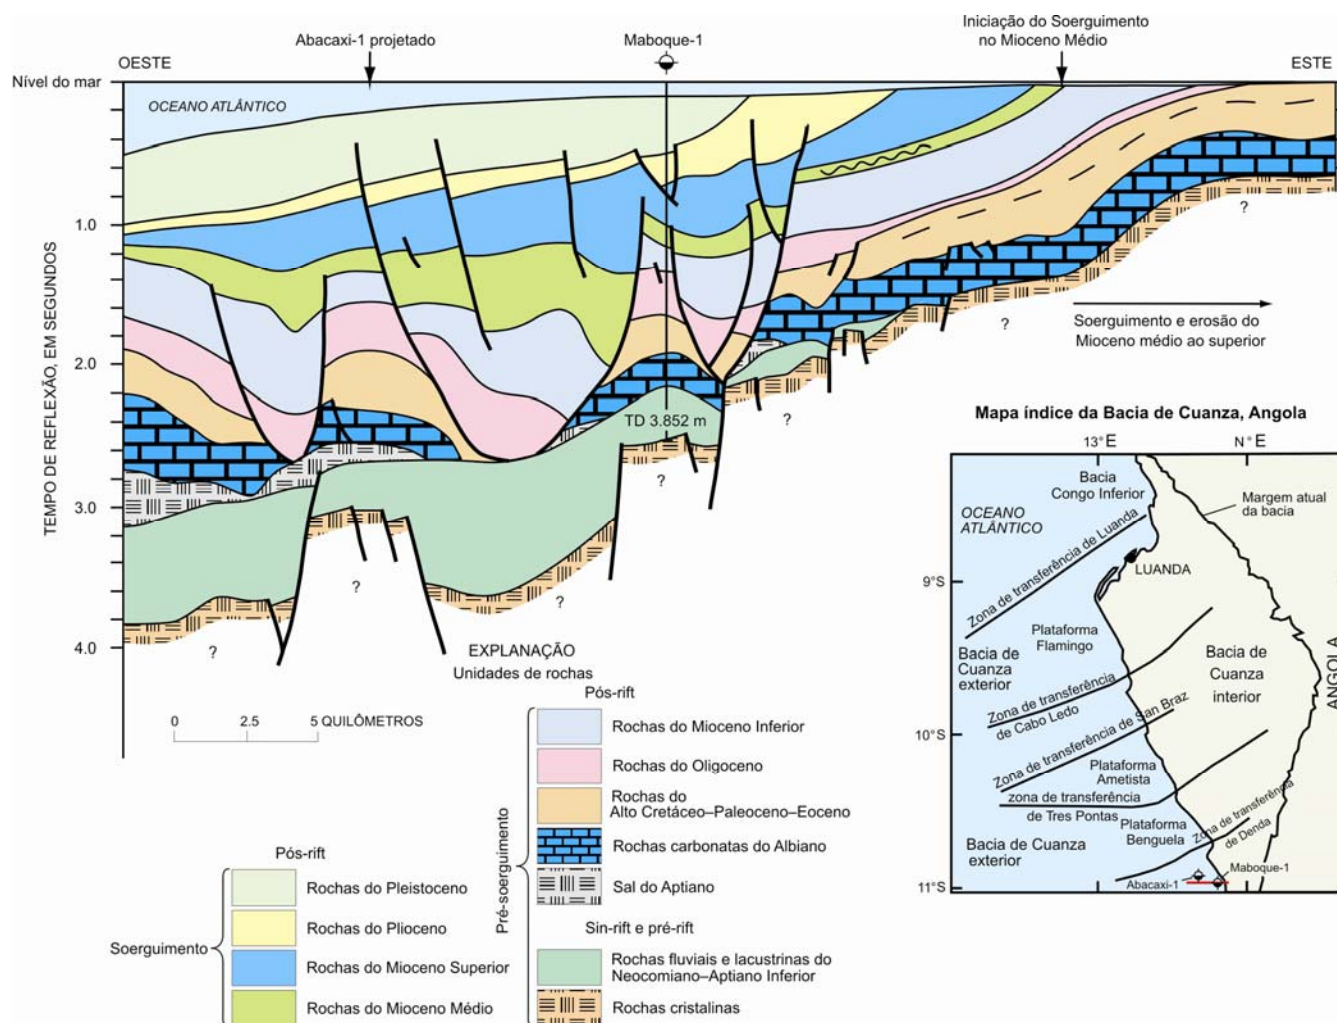 Abacaxi-1 projetado
Maboque-1
Iniciação do Soerguimento
no Mioceno Médio
OESTE
ESTE
Nível do mar
OCEANO ATLÂNTICO
1.0
2.0
3.0
4.0
TEMPO DE REFLEXÃO, EM SEGUNDOS
TD 3.852 m
?
?
?
?
?
?
?
Soerguimento e erosão do
Mioceno médio ao superior
0 2.5 5 QUILÔMETROS
EXPLANAÇÃO
Unidades de rochas
Pós-rift
Rochas do Mioceno Inferior
Rochas do Oligoceno
Rochas do
Alto Cretáceo–Paleoceno–Eoceno
Rochas carbonatas do Albiano
Sal do Aptiano
Pré-soerguimento
Sin-rift e pré-rift
Rochas fluviais e lacustrinas do
Neocomiano–Aptiano Inferior
Rochas cristalinas
Pós-rift
Soerguimento
Rochas do Pleistoceno
Rochas do Plioceno
Rochas do Mioceno Superior
Rochas do Mioceno Médio
Mapa índice da Bacia de Cuanza, Angola
13° E
N° E
Bacia
Congo Inferior
OCEANO
ATLÂNTICO
Margem atual
da bacia
Zona de transferência de Luanda
LUANDA
9°S
Plataforma
Flamingo
Bacia de
Cuanza
exterior
Bacia de
Cuanza
interior
ANGOLA
Zona de transferência
de Cabo Ledo
Zona de transferência de San Braz
10°S
Plataforma
Ametista
zona de transferência
de Tres Pontas
Plataforma
Benguela
Zona de transferência
de Denda
Bacia de Cuanza
exterior
Maboque-1
Abacaxi-1
11°S